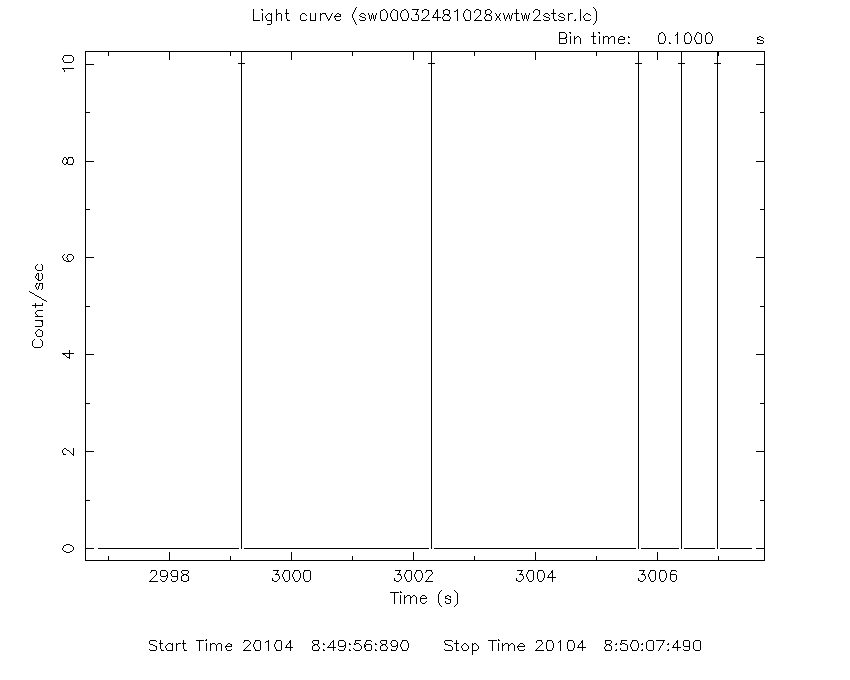 Light curve (sw00032481028xwtw2stsr.lc)
Bin time: 0.1000 s
10
8
6
4
2
0
Count/sec
2998 3000 3002 3004 3006
Time (s)
Start Time 20104 8:49:56:890 Stop Time 20104 8:50:07:490